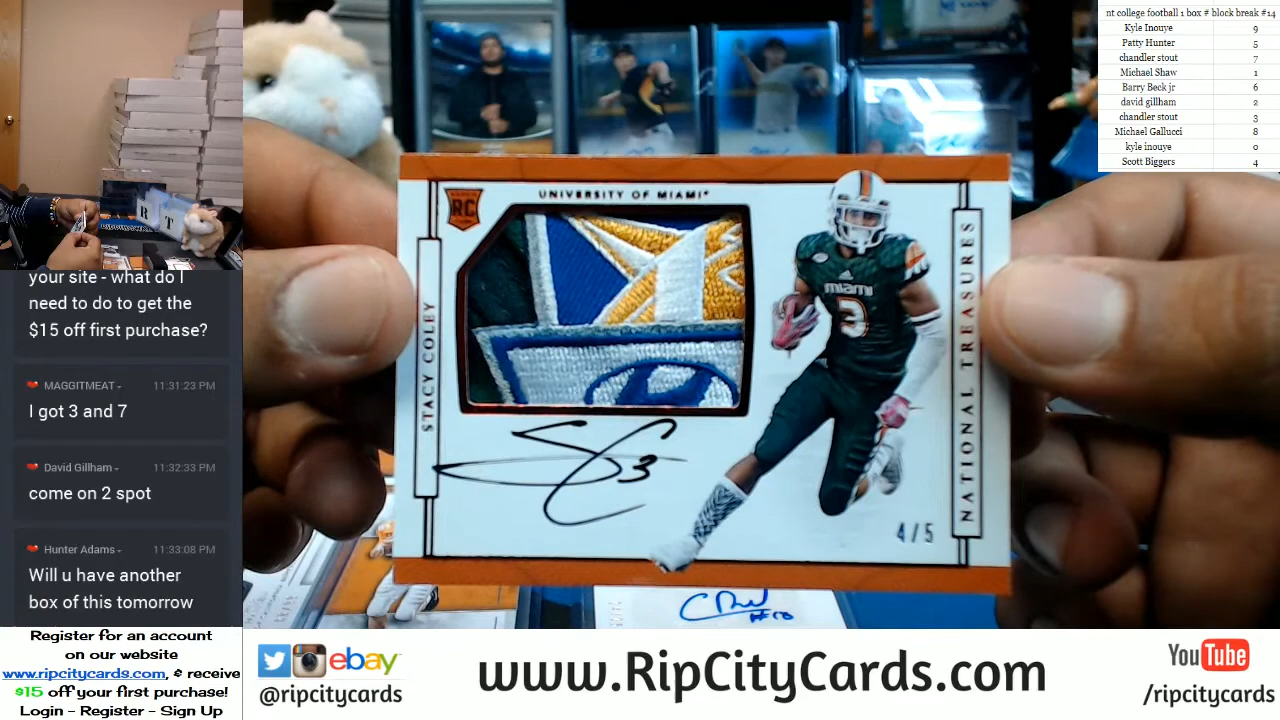 your site - what do I
need to do to get the
$15 off first purchase?
MAGGITMEAT 11:31:23 PM
I got 3 and 7
David Gillham 11:32:33 PM
come on 2 spot
Hunter Adams 11:33:08 PM
Will u have another
box of this tomorrow
Register for an account
on our website
www.ripcitycards.com, & receive
$15 off your first purchase!
Login - Register - Sign Up
R T
RC
UNIVERSITY OF MIAMI
STACY COLEY
miami
3
NATIONAL TREASURES
4/5
nt college football 1 box # block break #14
Kyle Inouye 9
Patty Hunter 5
chandler stout 7
Michael Shaw 1
Barry Beck jr 6
david gillham 2
chandler stout 3
Michael Gallucci 8
kyle inouye 0
Scott Biggers 4
ebay
@ripcitycards
www.RipCityCards.com
YouTube
/ripcitycards